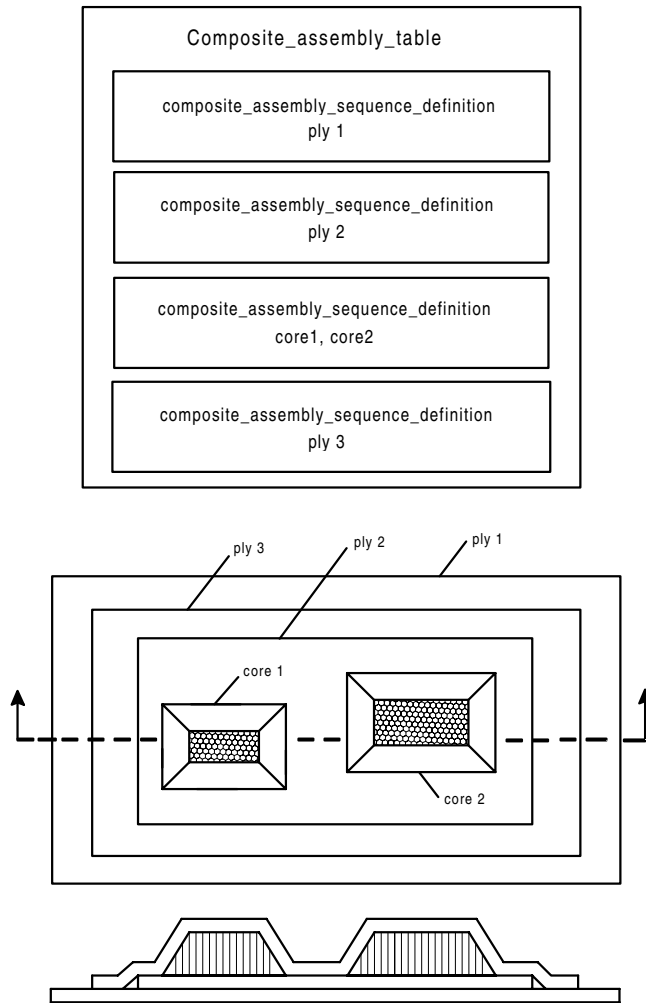 Composite_assembly_table
composite_assembly_sequence_definition
ply 1
composite_assembly_sequence_definition
ply 2
composite_assembly_sequence_definition
core1, core2
composite_assembly_sequence_definition
ply 3
ply 3
ply 2
ply 1
core 1
core 2